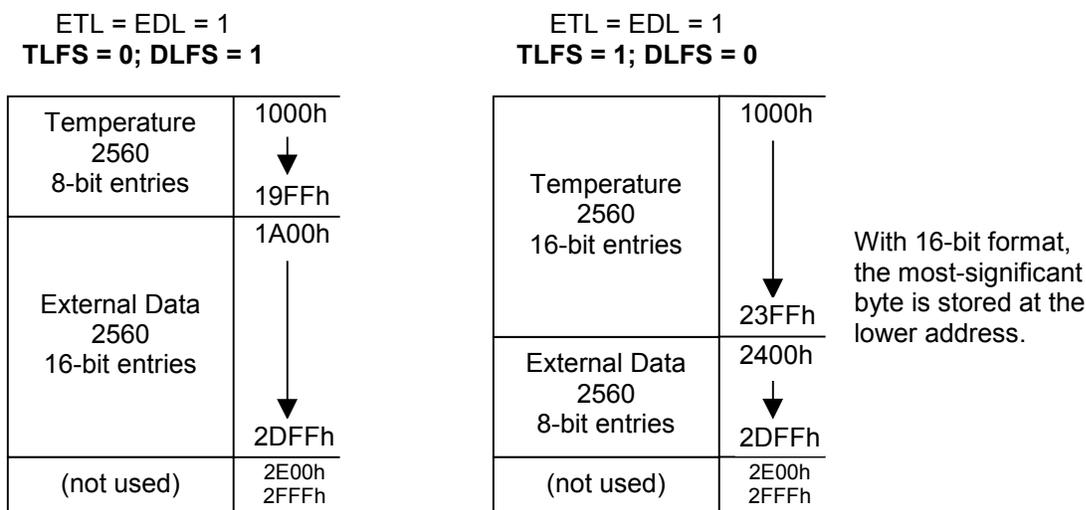 ETL = EDL = 1
TLFS = 0; DLFS = 1
Temperature
2560
8-bit entries
1000h
19FFh
External Data
2560
16-bit entries
1A00h
2DFFh
(not used)
2E00h
2FFFh
ETL = EDL = 1
TLFS = 1; DLFS = 0
Temperature
2560
16-bit entries
1000h
23FFh
External Data
2560
8-bit entries
2400h
2DFFh
(not used)
2E00h
2FFFh
With 16-bit format,
the most-significant
byte is stored at the
lower address.